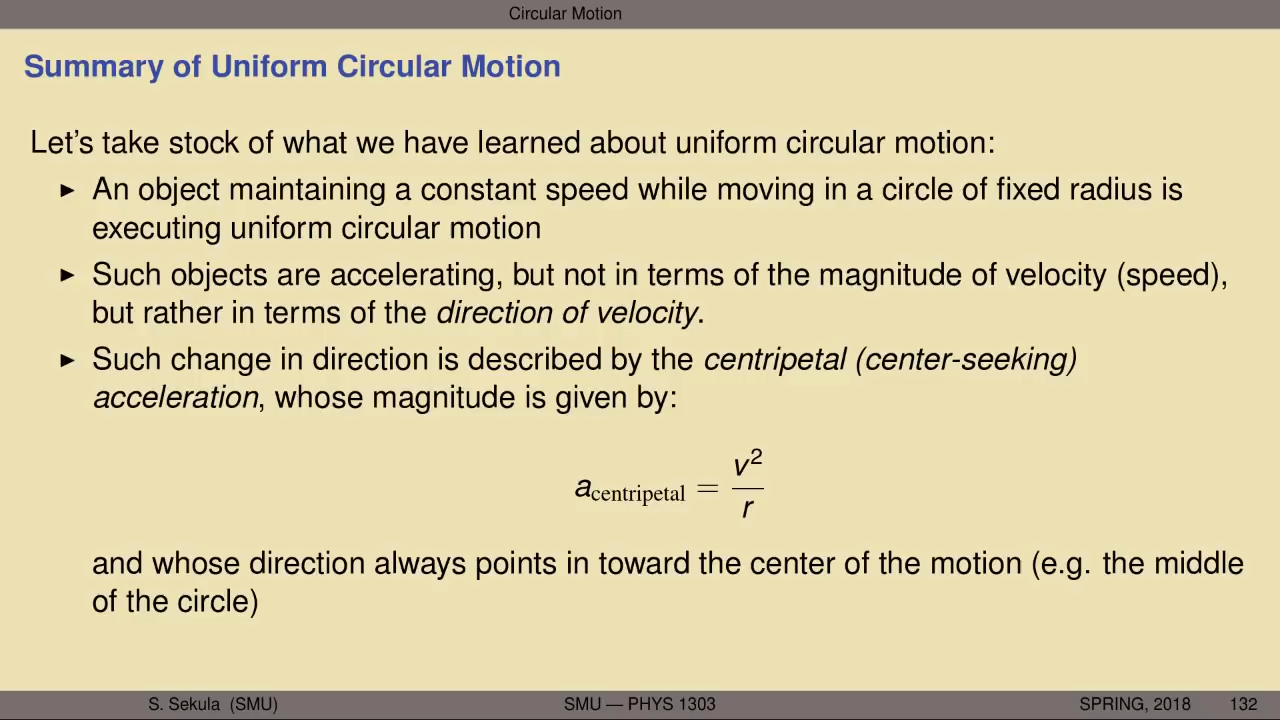 Circular Motion
Summary of Uniform Circular Motion
Let's take stock of what we have learned about uniform circular motion:
▶ An object maintaining a constant speed while moving in a circle of fixed radius is
executing uniform circular motion
▶ Such objects are accelerating, but not in terms of the magnitude of velocity (speed),
but rather in terms of the direction of velocity.
▶ Such change in direction is described by the centripetal (center-seeking)
acceleration, whose magnitude is given by:
a_centripetal = v²/r
and whose direction always points in toward the center of the motion (e.g. the middle
of the circle)
S. Sekula (SMU) SMU — PHYS 1303 SPRING, 2018 132